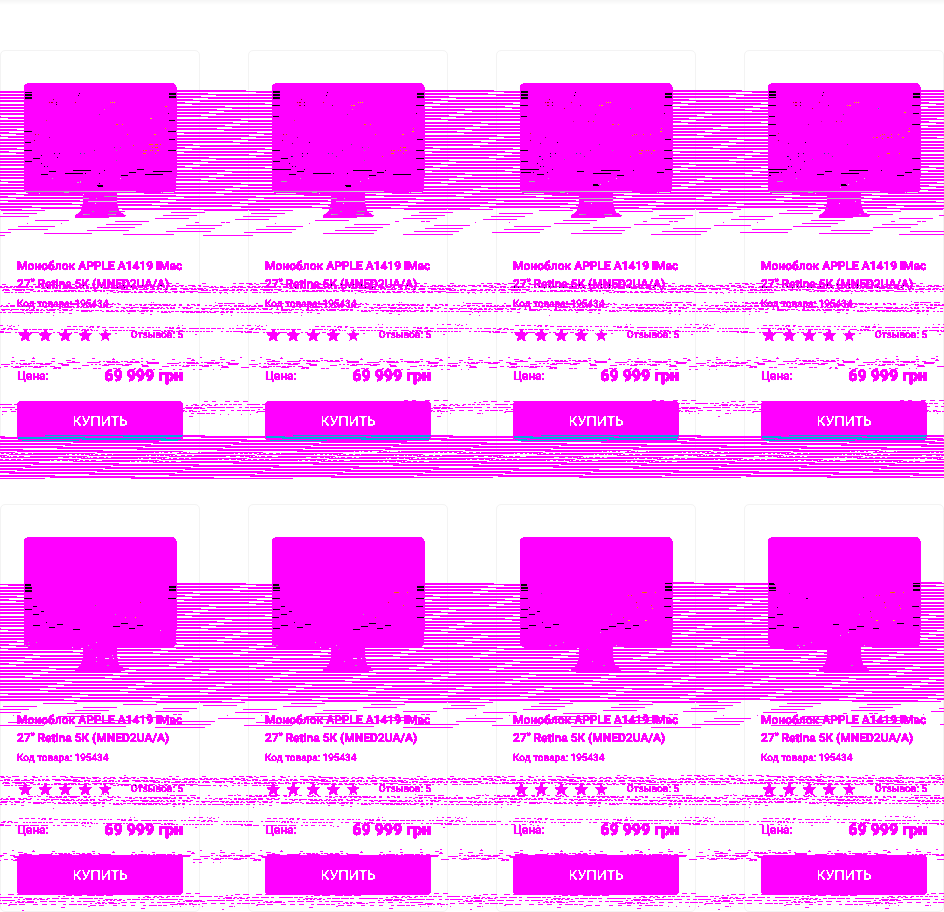 Моноблок APPLE A1419 iMac Моноблок APPLE A1419 iMac Моноблок APPLE A1419 iMac Моноблок APPLE A1419 iMac
27" Retina 5K (MNED2UA/A) 27" Retina 5K (MNED2UA/A) 27" Retina 5K (MNED2UA/A) 27" Retina 5K (MNED2UA/A)
Код товара: 195434 Код товара: 195434 Код товара: 195434 Код товара: 195434
Отзывов: 5 Отзывов: 5 Отзывов: 5 Отзывов: 5
Цена: 69 999 грн Цена: 69 999 грн Цена: 69 999 грн Цена: 69 999 грн
КУПИТЬ КУПИТЬ КУПИТЬ КУПИТЬ
Моноблок APPLE A1419 iMac Моноблок APPLE A1419 iMac Моноблок APPLE A1419 iMac Моноблок APPLE A1419 iMac
27" Retina 5K (MNED2UA/A) 27" Retina 5K (MNED2UA/A) 27" Retina 5K (MNED2UA/A) 27" Retina 5K (MNED2UA/A)
Код товара: 195434 Код товара: 195434 Код товара: 195434 Код товара: 195434
Отзывов: 5 Отзывов: 5 Отзывов: 5 Отзывов: 5
Цена: 69 999 грн Цена: 69 999 грн Цена: 69 999 грн Цена: 69 999 грн
КУПИТЬ КУПИТЬ КУПИТЬ КУПИТЬ